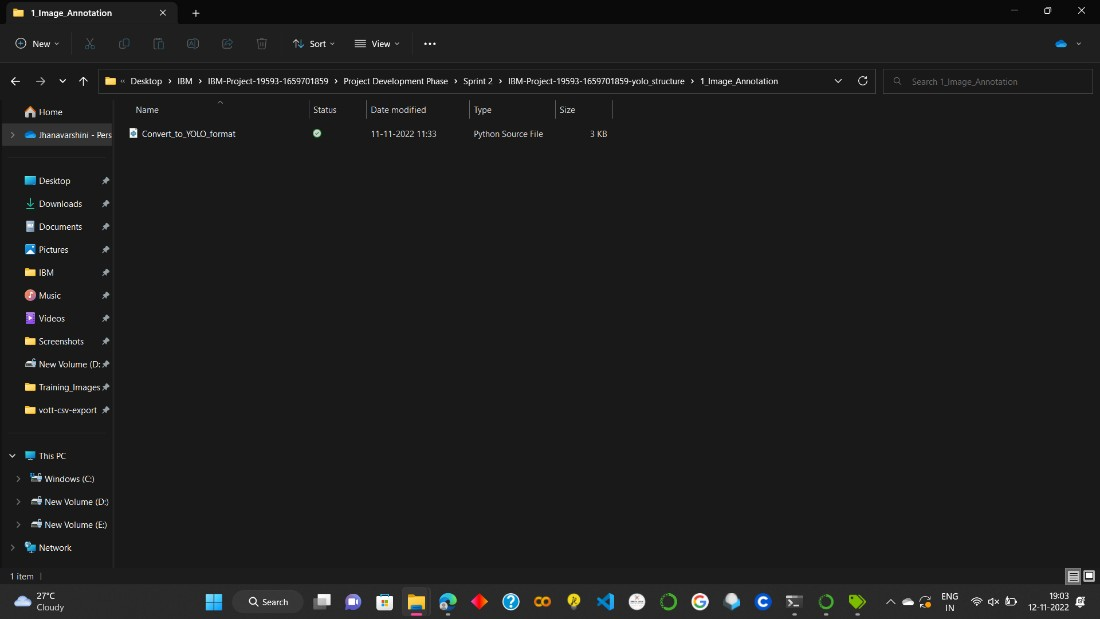 1_Image_Annotation
New
Sort
View
Desktop > IBM > IBM-Project-19593-1659701859 > Project Development Phase > Sprint 2 > IBM-Project-19593-1659701859-yolo_structure > 1_Image_Annotation
Search 1_Image_Annotation
Name Status Date modified Type Size
Convert_to_YOLO_format 11-11-2022 11:33 Python Source File 3 KB
Home
Jhanavarshini - Pers
Desktop
Downloads
Documents
Pictures
IBM
Music
Videos
Screenshots
New Volume (D:
Training_Images
vott-csv-export
This PC
Windows (C:)
New Volume (D:)
New Volume (E:)
Network
1 item
27°C
Cloudy
Search
ENG
IN
19:03
12-11-2022